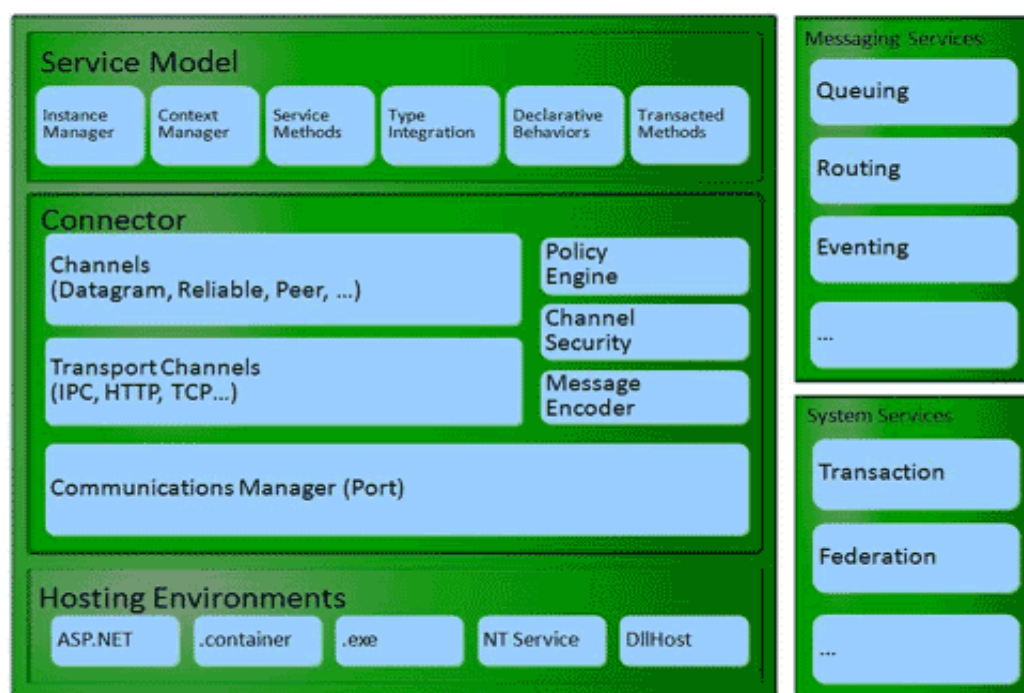 Service Model
Instance
Manager
Context
Manager
Service
Methods
Type
Integration
Declarative
Behaviors
Transacted
Methods
Connector
Channels
(Datagram, Reliable, Peer, ...)
Policy
Engine
Channel
Security
Transport Channels
(IPC, HTTP, TCP...)
Message
Encoder
Communications Manager (Port)
Hosting Environments
ASP.NET
.container
.exe
NT Service
DllHost
Messaging Services
Queuing
Routing
Eventing
...
System Services
Transaction
Federation
...